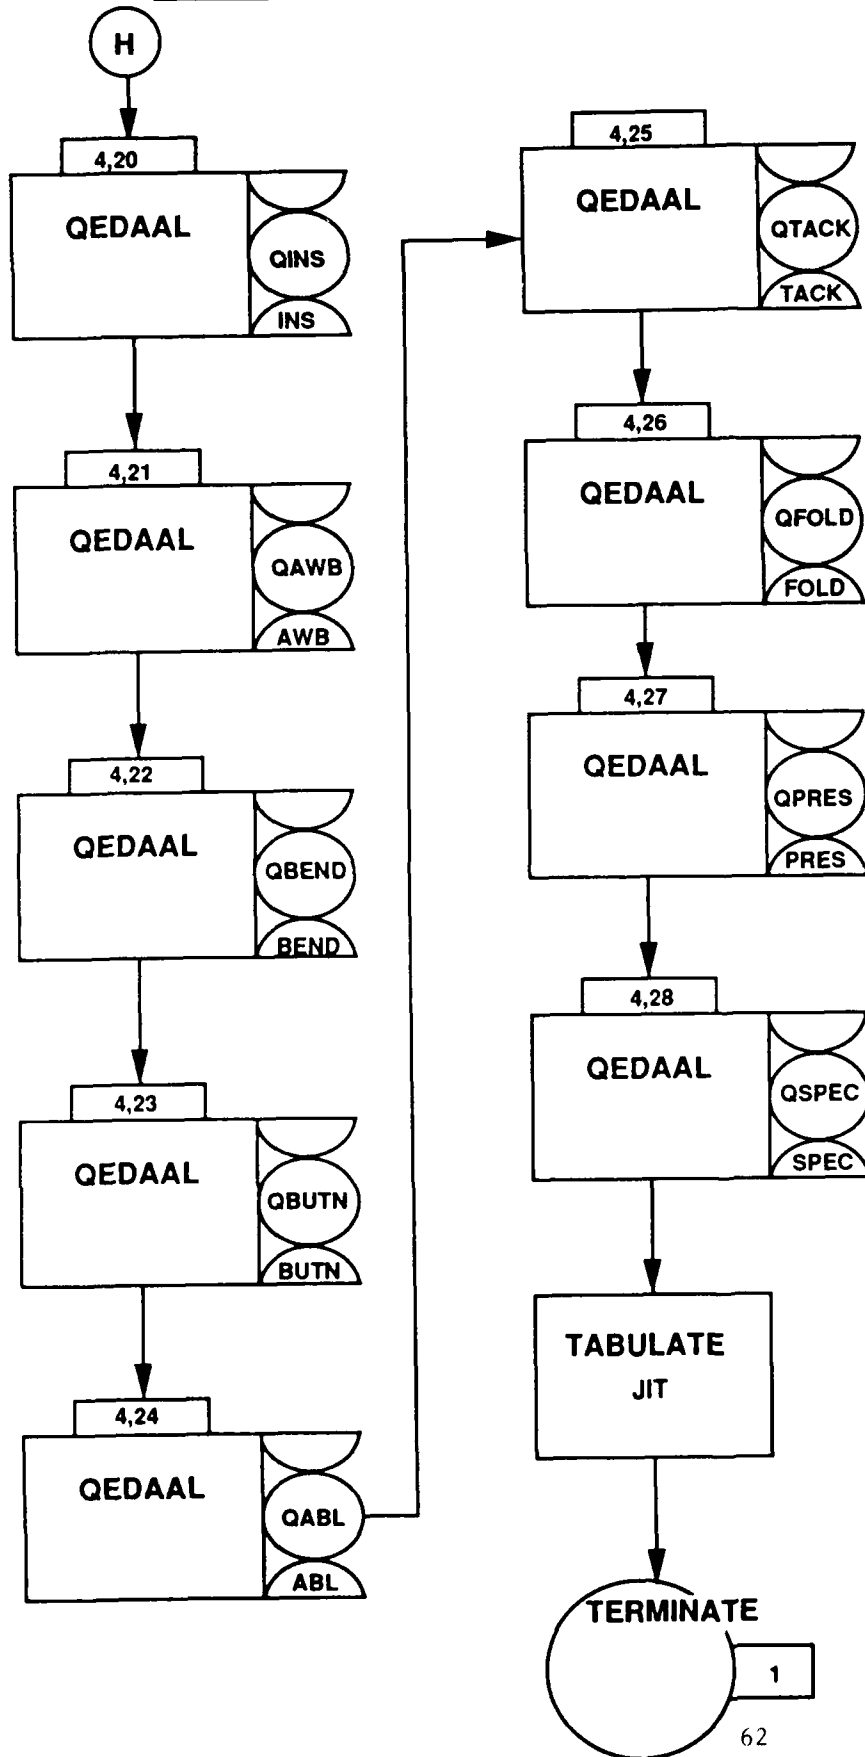 H
4,20
QEDAAL
QINS
INS
4,21
QEDAAL
QAWB
AWB
4,22
QEDAAL
QBEND
BEND
4,23
QEDAAL
QBUTN
BUTN
4,24
QEDAAL
QABL
ABL
4,25
QEDAAL
QTACK
TACK
4,26
QEDAAL
QFOLD
FOLD
4,27
QEDAAL
QPRES
PRES
4,28
QEDAAL
QSPEC
SPEC
TABULATE
JIT
TERMINATE
1
62